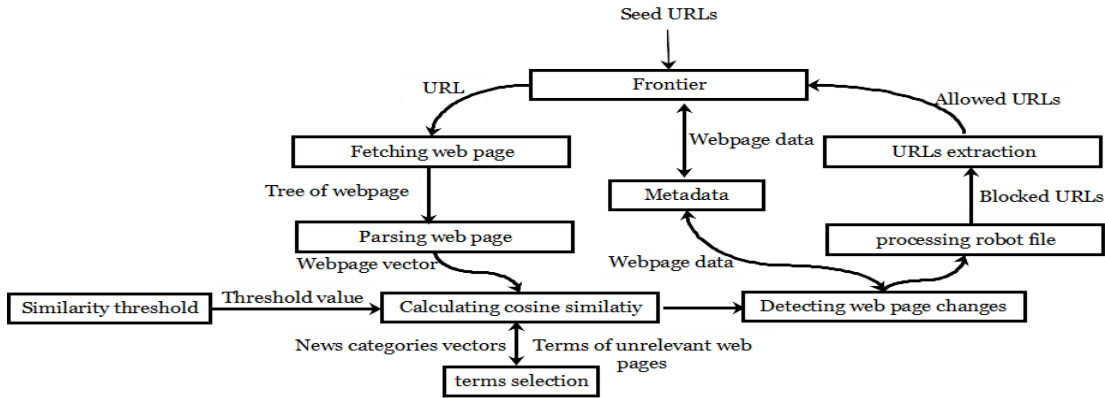 Seed URLs
Frontier
URL
Allowed URLs
Fetching web page
Webpage data
URLs extraction
Tree of webpage
Metadata
Blocked URLs
Parsing web page
processing robot file
Webpage vector
Webpage data
Similarity threshold
Threshold value
Calculating cosine similatiy
Detecting web page changes
News categories vectors
Terms of unrelevant web
pages
terms selection